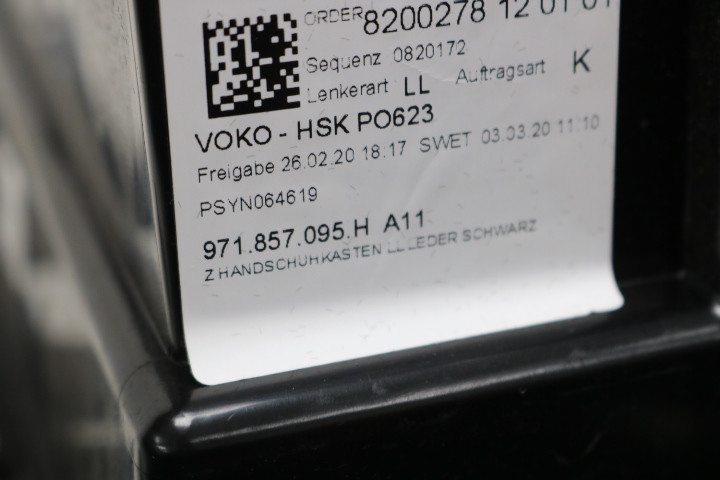 ORDER 8200278 12 01 01
Sequenz 0820172
Lenkerart LL Auftragsart K
VOKO - HSK PO623
Freigabe 26.02.20 18:17 SWET 03.03.20 11:10
PSYN064619
971.857.095.H A11
Z HANDSCHUHKASTEN LL LEDER SCHWARZ